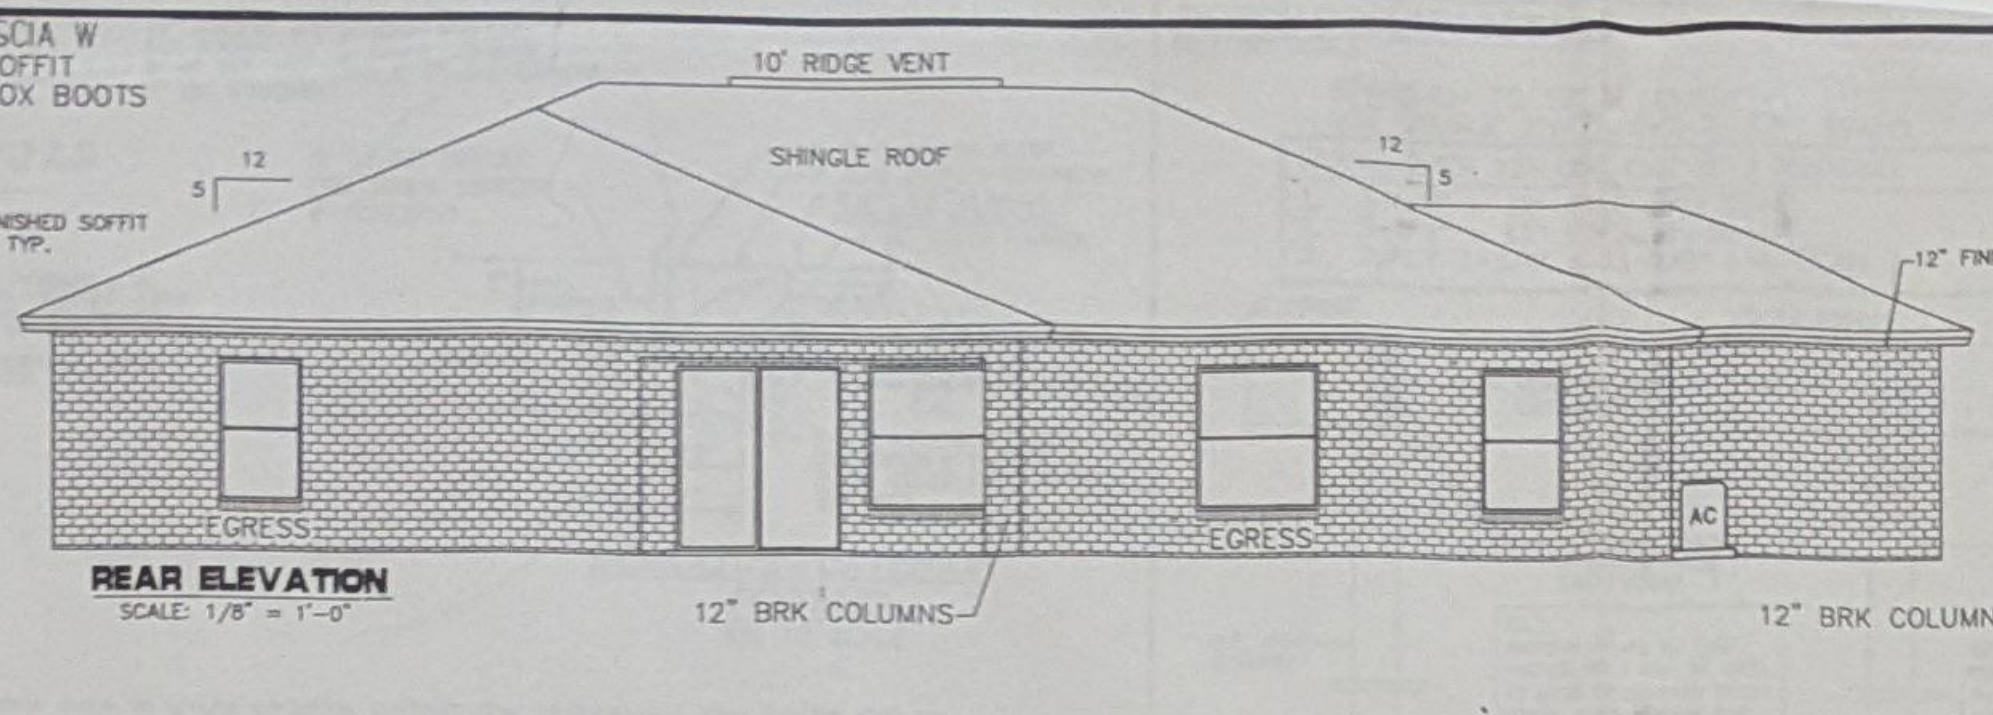 SCIA W
OFFIT
OX BOOTS
10' RIDGE VENT
SHINGLE ROOF
12
5
12
5
NISHED SOFFIT
TYP.
12" FIN
EGRESS
EGRESS
AC
REAR ELEVATION
SCALE: 1/8" = 1'-0"
12" BRK COLUMNS
12" BRK COLUMN